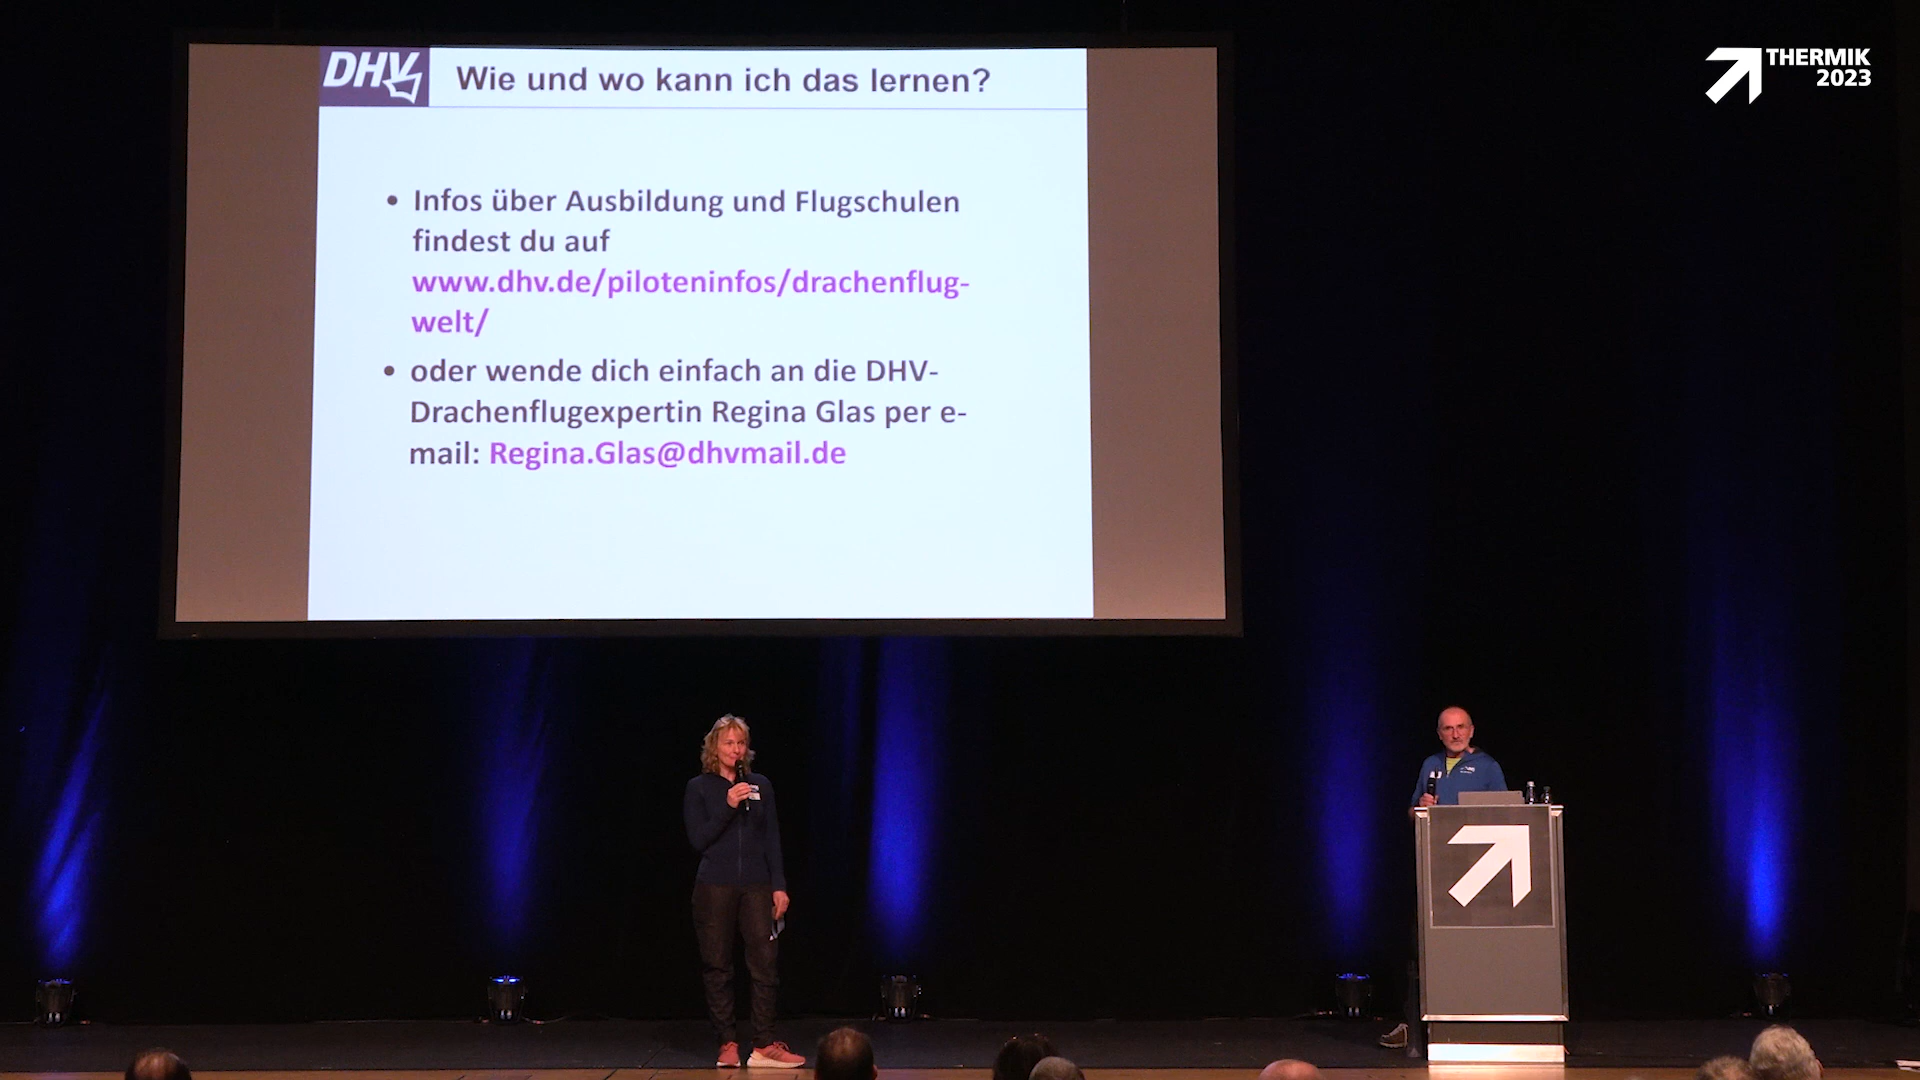 DHV
Wie und wo kann ich das lernen?
• Infos über Ausbildung und Flugschulen
findest du auf
www.dhv.de/piloteninfos/drachenflug-
welt/
• oder wende dich einfach an die DHV-
Drachenflugexpertin Regina Glas per e-
mail: Regina.Glas@dhvmail.de
THERMIK
2023